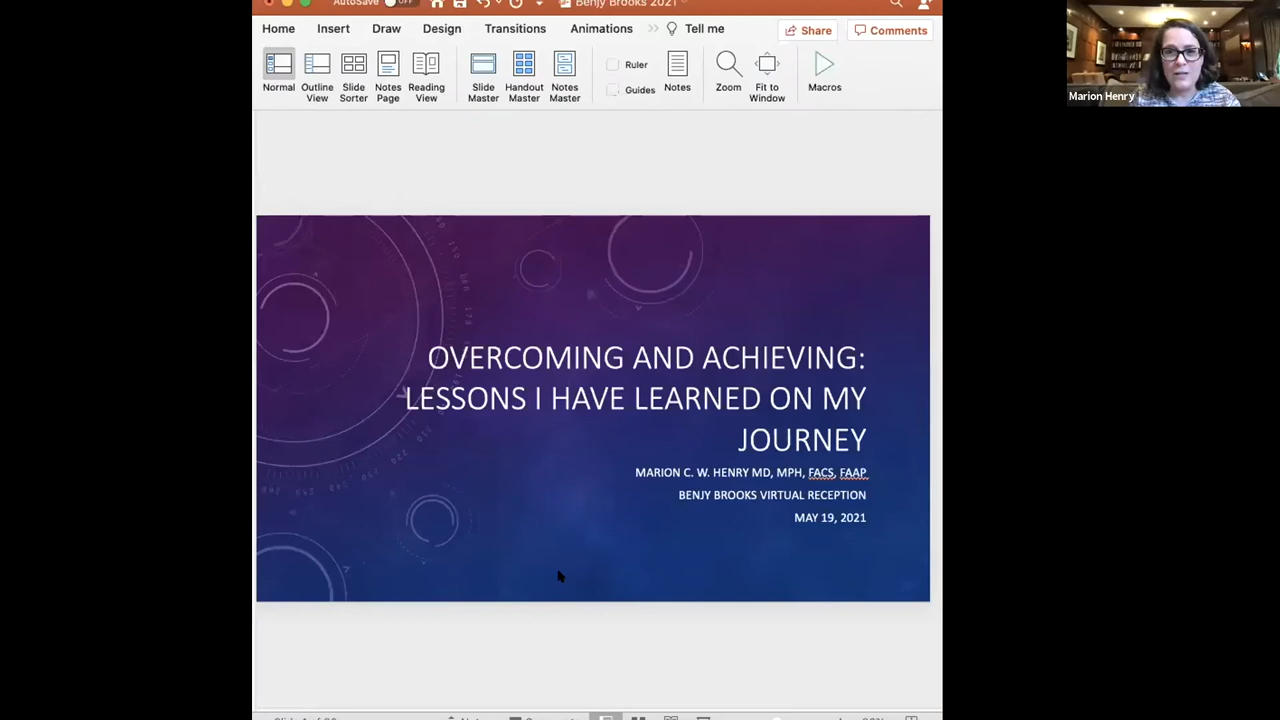 AutoSave OFF Benjy Brooks 2021
Home Insert Draw Design Transitions Animations >> Tell me Share Comments
Normal Outline View Slide Sorter Notes Page Reading View Slide Master Handout Master Notes Master Ruler Guides Notes Zoom Fit to Window Macros
Marion Henry
OVERCOMING AND ACHIEVING:
LESSONS I HAVE LEARNED ON MY
JOURNEY
MARION C. W. HENRY MD, MPH, FACS, FAAP
BENJY BROOKS VIRTUAL RECEPTION
MAY 19, 2021